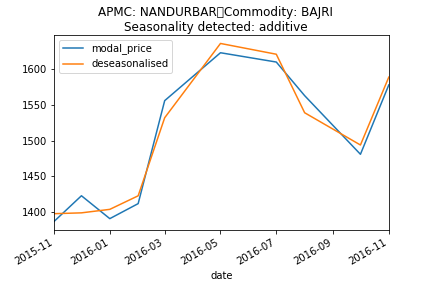 APMC: NANDURBAR Commodity: BAJRI
Seasonality detected: additive
modal_price
deseasonalised
1600
1550
1500
1450
1400
2015-11
2016-01
2016-03
2016-05
2016-07
2016-09
2016-11
date